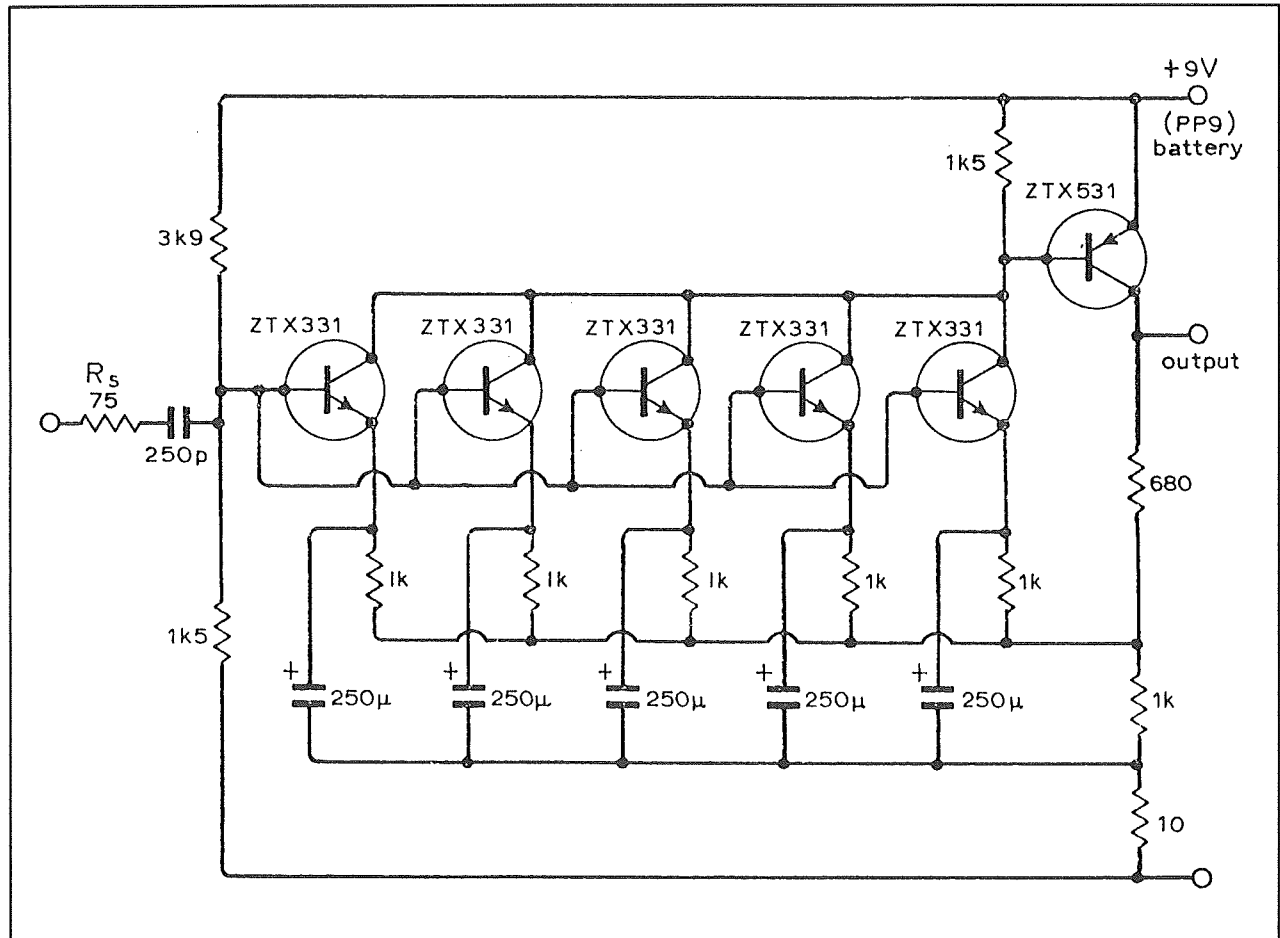 +9V
(PP9)
battery
1k5
ZTX531
3k9
ZTX331
ZTX331
ZTX331
ZTX331
ZTX331
output
Rs
75
250p
680
1k
1k
1k
1k
1k
1k5
+
250μ
+
250μ
+
250μ
+
250μ
+
250μ
1k
10